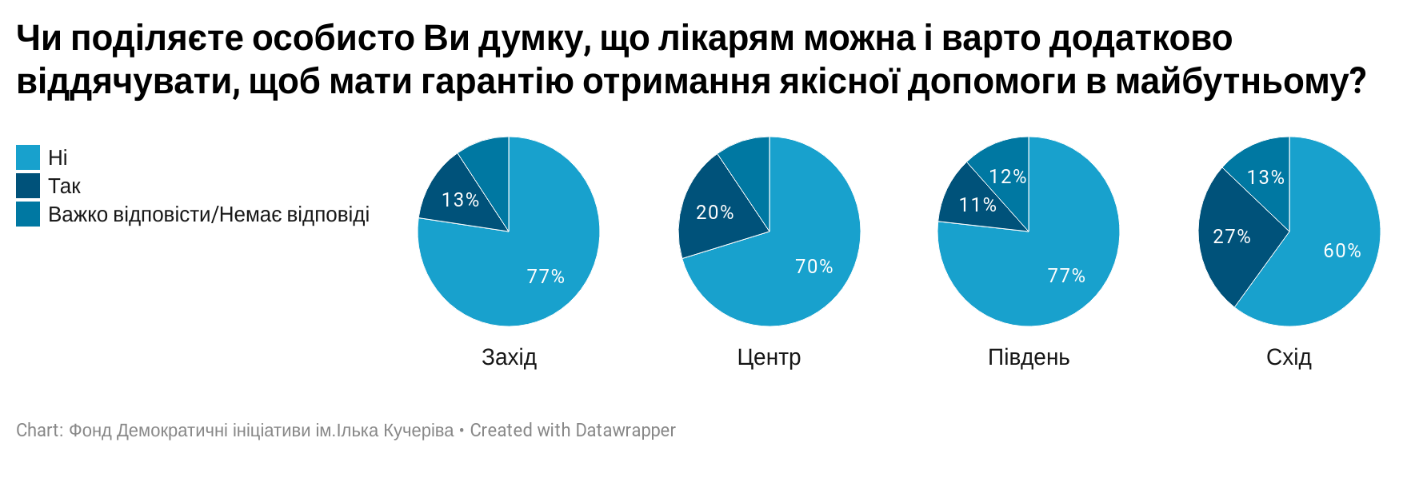 Чи поділяєте особисто Ви думку, що лікарям можна і варто додатково
віддячувати, щоб мати гарантію отримання якісної допомоги в майбутньому?
Ні
Так
Важко відповісти/Немає відповіді
13%
77%
Захід
20%
70%
Центр
12%
11%
77%
Південь
13%
27%
60%
Схід
Chart: Фонд Демократичні ініціативи ім.Ілька Кучеріва • Created with Datawrapper